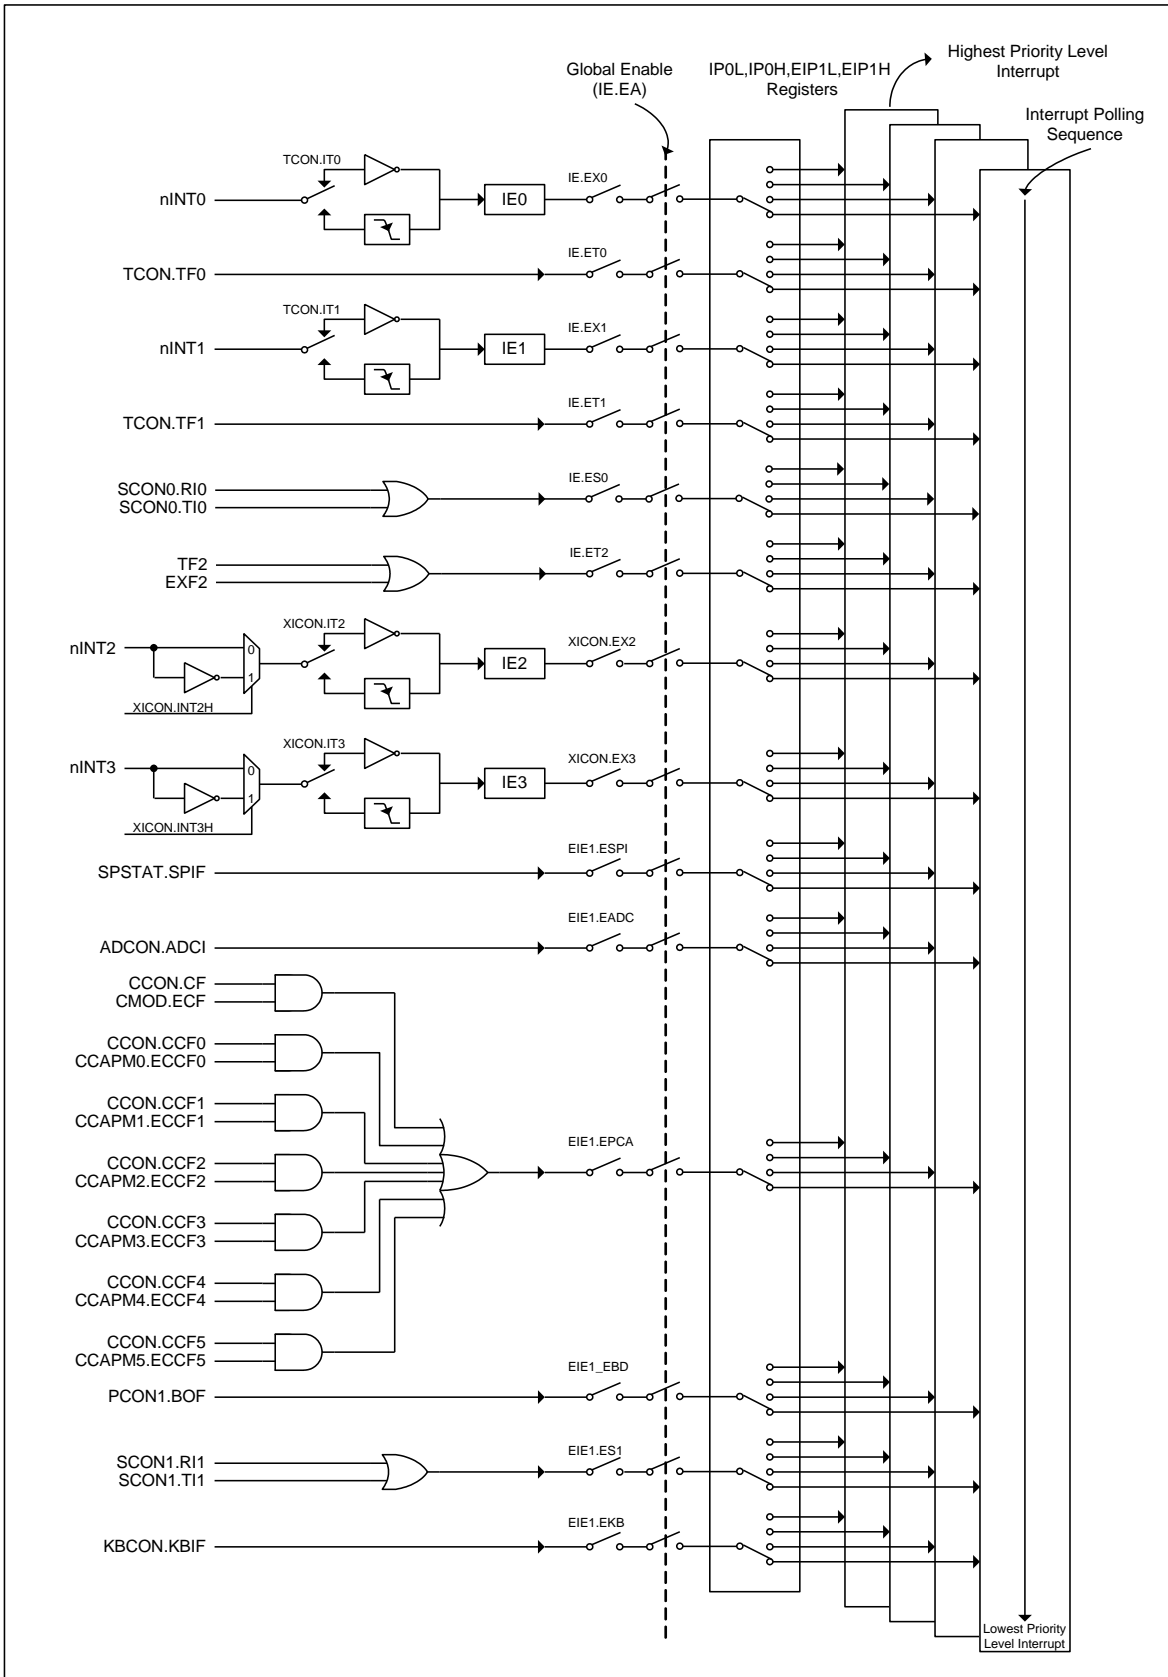 Highest Priority Level
Interrupt
Global Enable
(IE.EA)
IP0L,IP0H,EIP1L,EIP1H
Registers
Interrupt Polling
Sequence
TCON.IT0
nINT0
IE0
IE.EX0
TCON.TF0
IE.ET0
TCON.IT1
nINT1
IE1
IE.EX1
TCON.TF1
IE.ET1
SCON0.RI0
SCON0.TI0
IE.ES0
TF2
EXF2
IE.ET2
nINT2
0
1
XICON.INT2H
XICON.IT2
IE2
XICON.EX2
nINT3
0
1
XICON.INT3H
XICON.IT3
IE3
XICON.EX3
SPSTAT.SPIF
EIE1.ESPI
ADCON.ADCI
EIE1.EADC
CCON.CF
CMOD.ECF
CCON.CCF0
CCAPM0.ECCF0
CCON.CCF1
CCAPM1.ECCF1
CCON.CCF2
CCAPM2.ECCF2
EIE1.EPCA
CCON.CCF3
CCAPM3.ECCF3
CCON.CCF4
CCAPM4.ECCF4
CCON.CCF5
CCAPM5.ECCF5
PCON1.BOF
EIE1_EBD
SCON1.RI1
SCON1.TI1
EIE1.ES1
KBCON.KBIF
EIE1.EKB
Lowest Priority
Level Interrupt